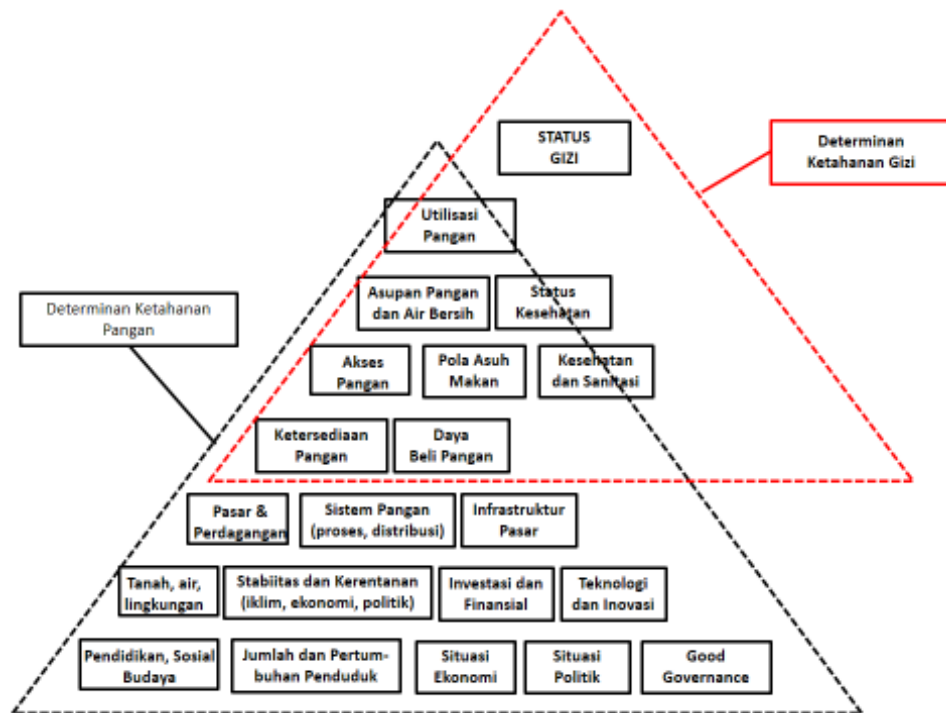 STATUS
GIZI
Determinan
Ketahanan Gizi
Utilisasi
Pangan
Determinan Ketahanan
Pangan
Asupan Pangan
dan Air Bersih
Status
Kesehatan
Akses
Pangan
Pola Asuh
Makan
Kesehatan
dan Sanitasi
Ketersediaan
Pangan
Daya
Beli Pangan
Pasar &
Perdagangan
Sistem Pangan
(proses, distribusi)
Infrastruktur
Pasar
Tanah, air,
lingkungan
Stabiitas dan Kerentanan
(iklim, ekonomi, politik)
Investasi dan
Finansial
Teknologi
dan Inovasi
Pendidikan, Sosial
Budaya
Jumlah dan Pertum-
buhan Penduduk
Situasi
Ekonomi
Situasi
Politik
Good
Governance